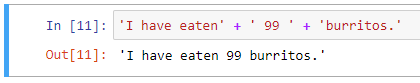 In [11]: 'I have eaten' + ' 99 ' + 'burritos.'
Out[11]: 'I have eaten 99 burritos.'